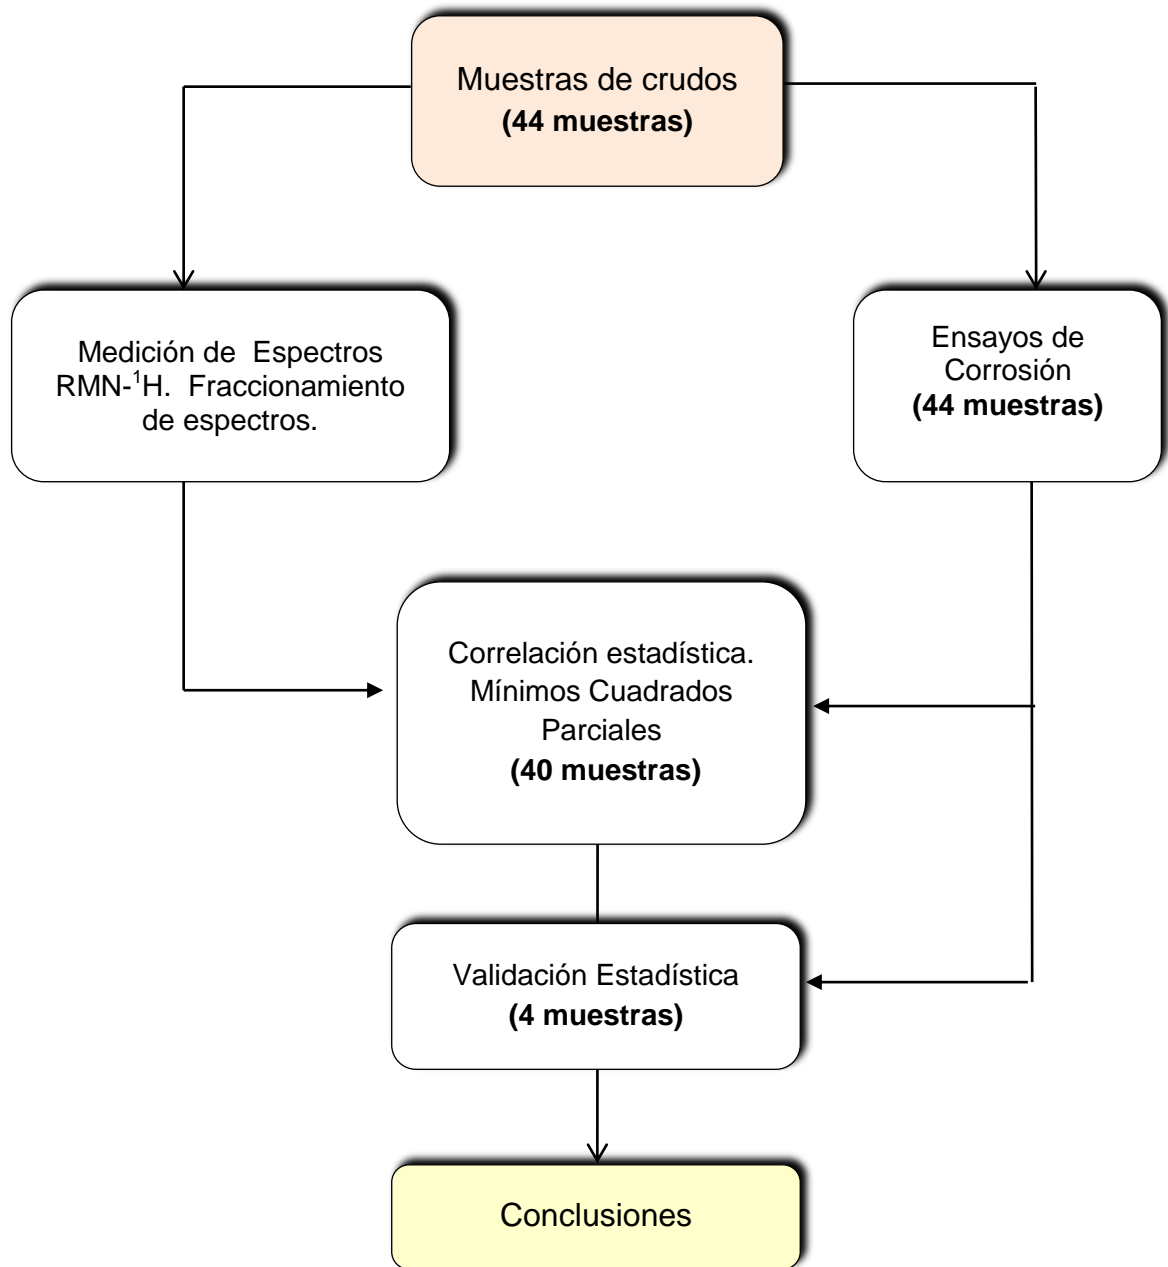 Muestras de crudos
(44 muestras)
Medición de Espectros
RMN-¹H. Fraccionamiento
de espectros.
Ensayos de
Corrosión
(44 muestras)
Correlación estadística.
Mínimos Cuadrados
Parciales
(40 muestras)
Validación Estadística
(4 muestras)
Conclusiones